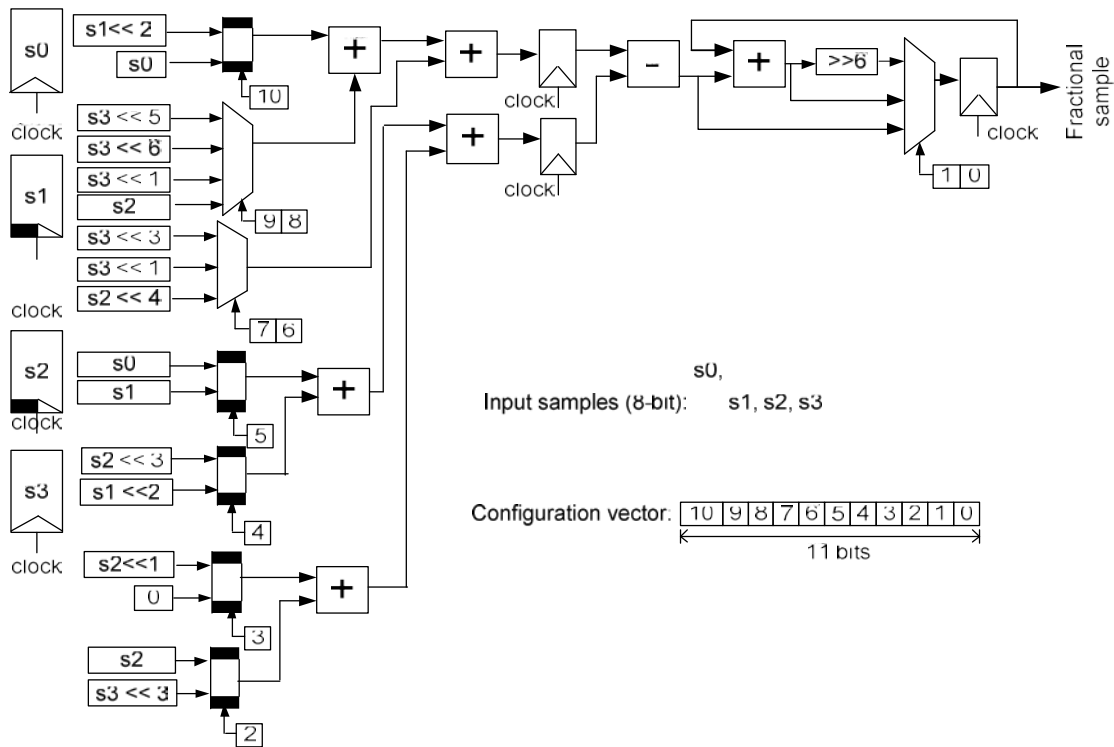 s0
clock
s1
clock
s2
clock
s3
clock
s1<< 2
s0
10
s3 << 5
s3 << 6
s3 << 1
s2
9 8
s3 << 3
s3 << 1
s2 << 4
7 6
s0
s1
5
s2 << 3
s1 <<2
4
s2<<1
0
3
s2
s3 << 3
2
+
+
+
+
+
clock
clock
-
+
>>6
1 0
clock
Fractional
sample
s0,
Input samples (8-bit): s1, s2, s3
Configuration vector: 10 9 8 7 6 5 4 3 2 1 0
11 bits